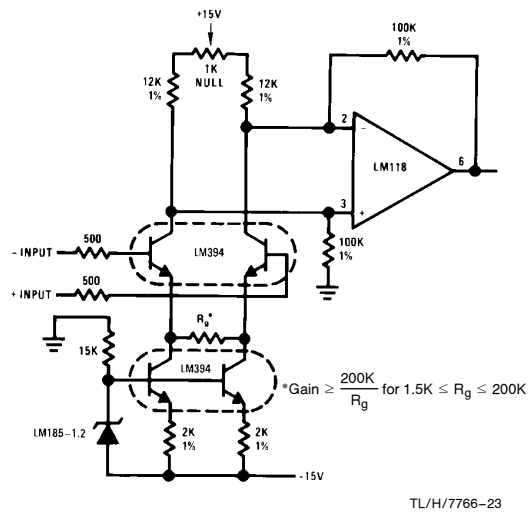 +15V
1K
NULL
12K
1%
12K
1%
100K
1%
2
-
LM118
6
3
+
100K
1%
500
- INPUT
LM394
500
+ INPUT
Rg*
15K
LM394
*Gain ≥ 200K/Rg for 1.5K ≤ Rg ≤ 200K
LM185-1.2
2K
1%
2K
1%
-15V
TL/H/7766-23